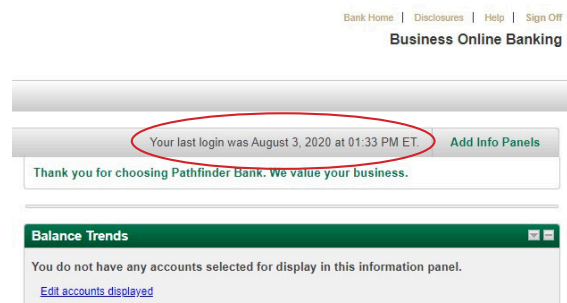 Bank Home | Disclosures | Help | Sign Off
Business Online Banking
Your last login was August 3, 2020 at 01:33 PM ET. Add Info Panels
Thank you for choosing Pathfinder Bank. We value your business.
Balance Trends
You do not have any accounts selected for display in this information panel.
Edit accounts displayed